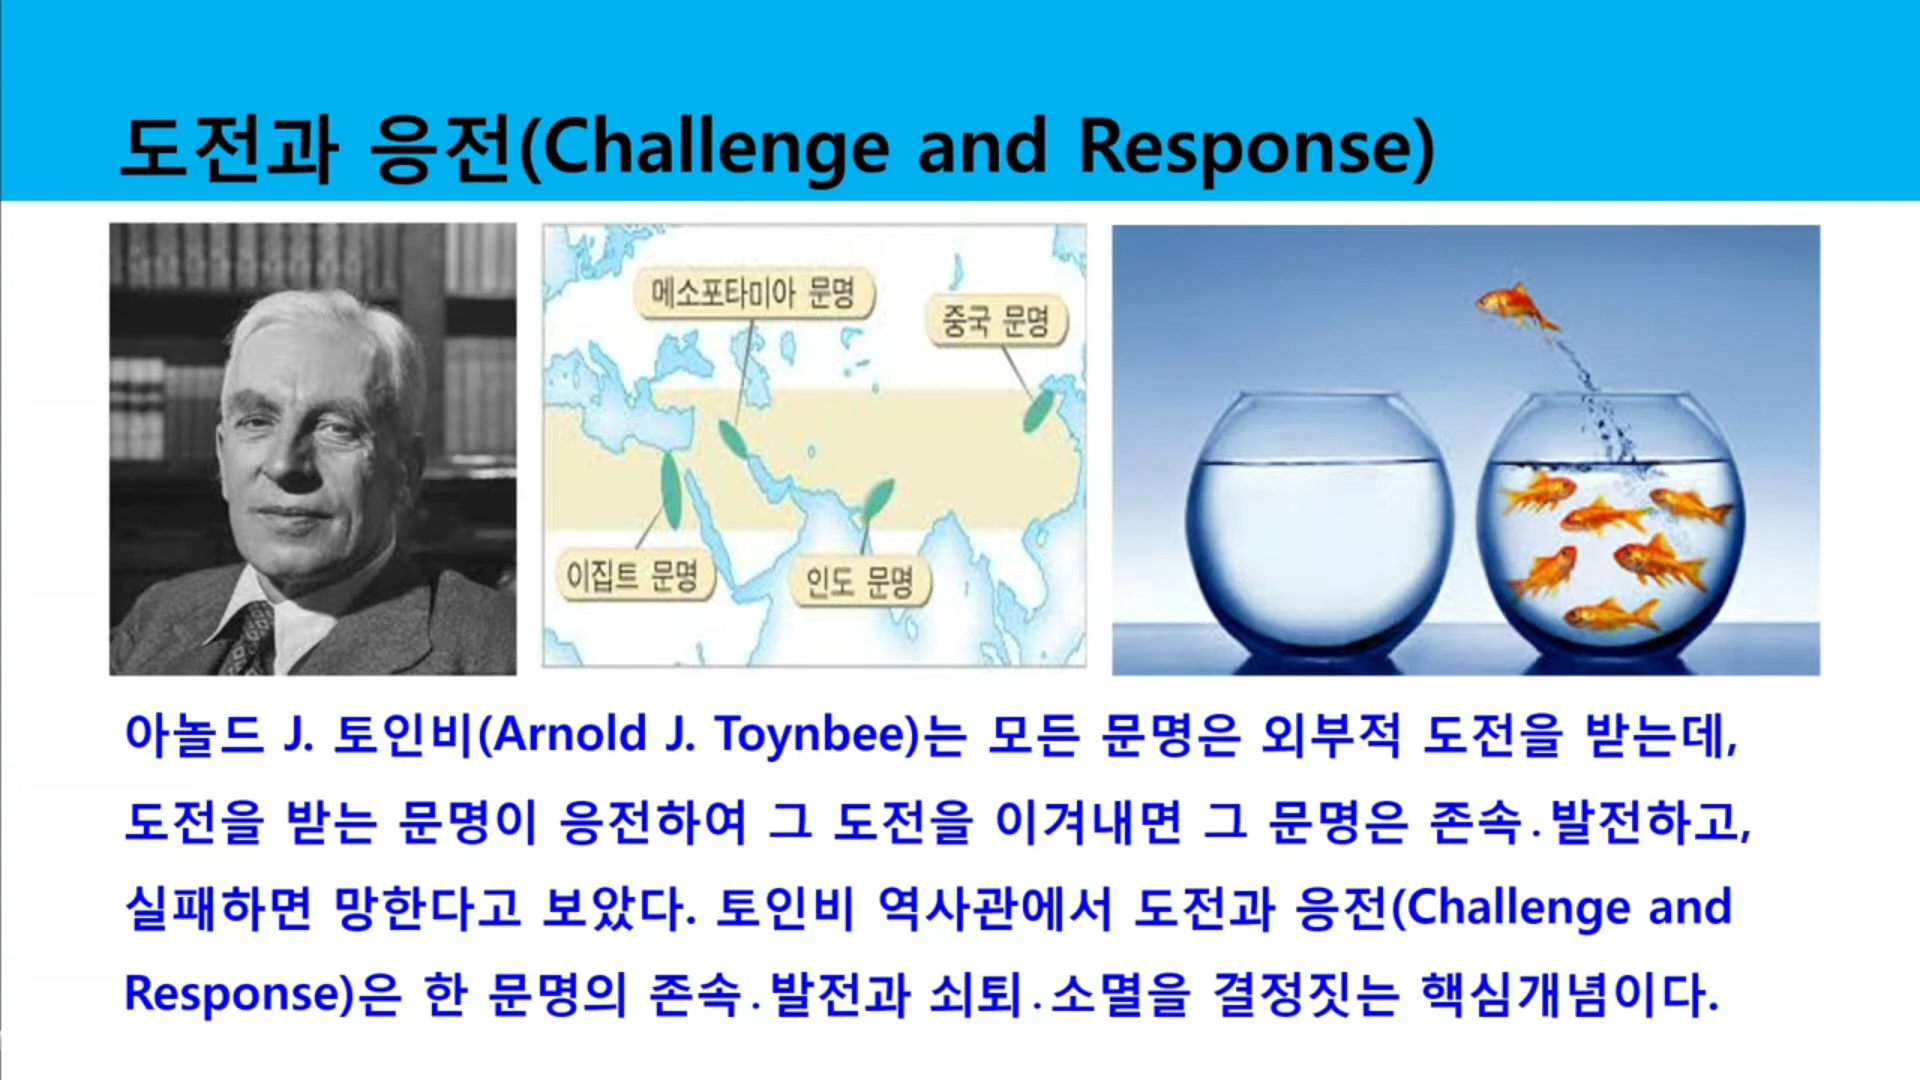 도전과 응전(Challenge and Response)
메소포타미아 문명
중국 문명
이집트 문명
인도 문명
아놀드 J. 토인비(Arnold J. Toynbee)는 모든 문명은 외부적 도전을 받는데,
도전을 받는 문명이 응전하여 그 도전을 이겨내면 그 문명은 존속.발전하고,
실패하면 망한다고 보았다. 토인비 역사관에서 도전과 응전(Challenge and
Response)은 한 문명의 존속.발전과 쇠퇴.소멸을 결정짓는 핵심개념이다.